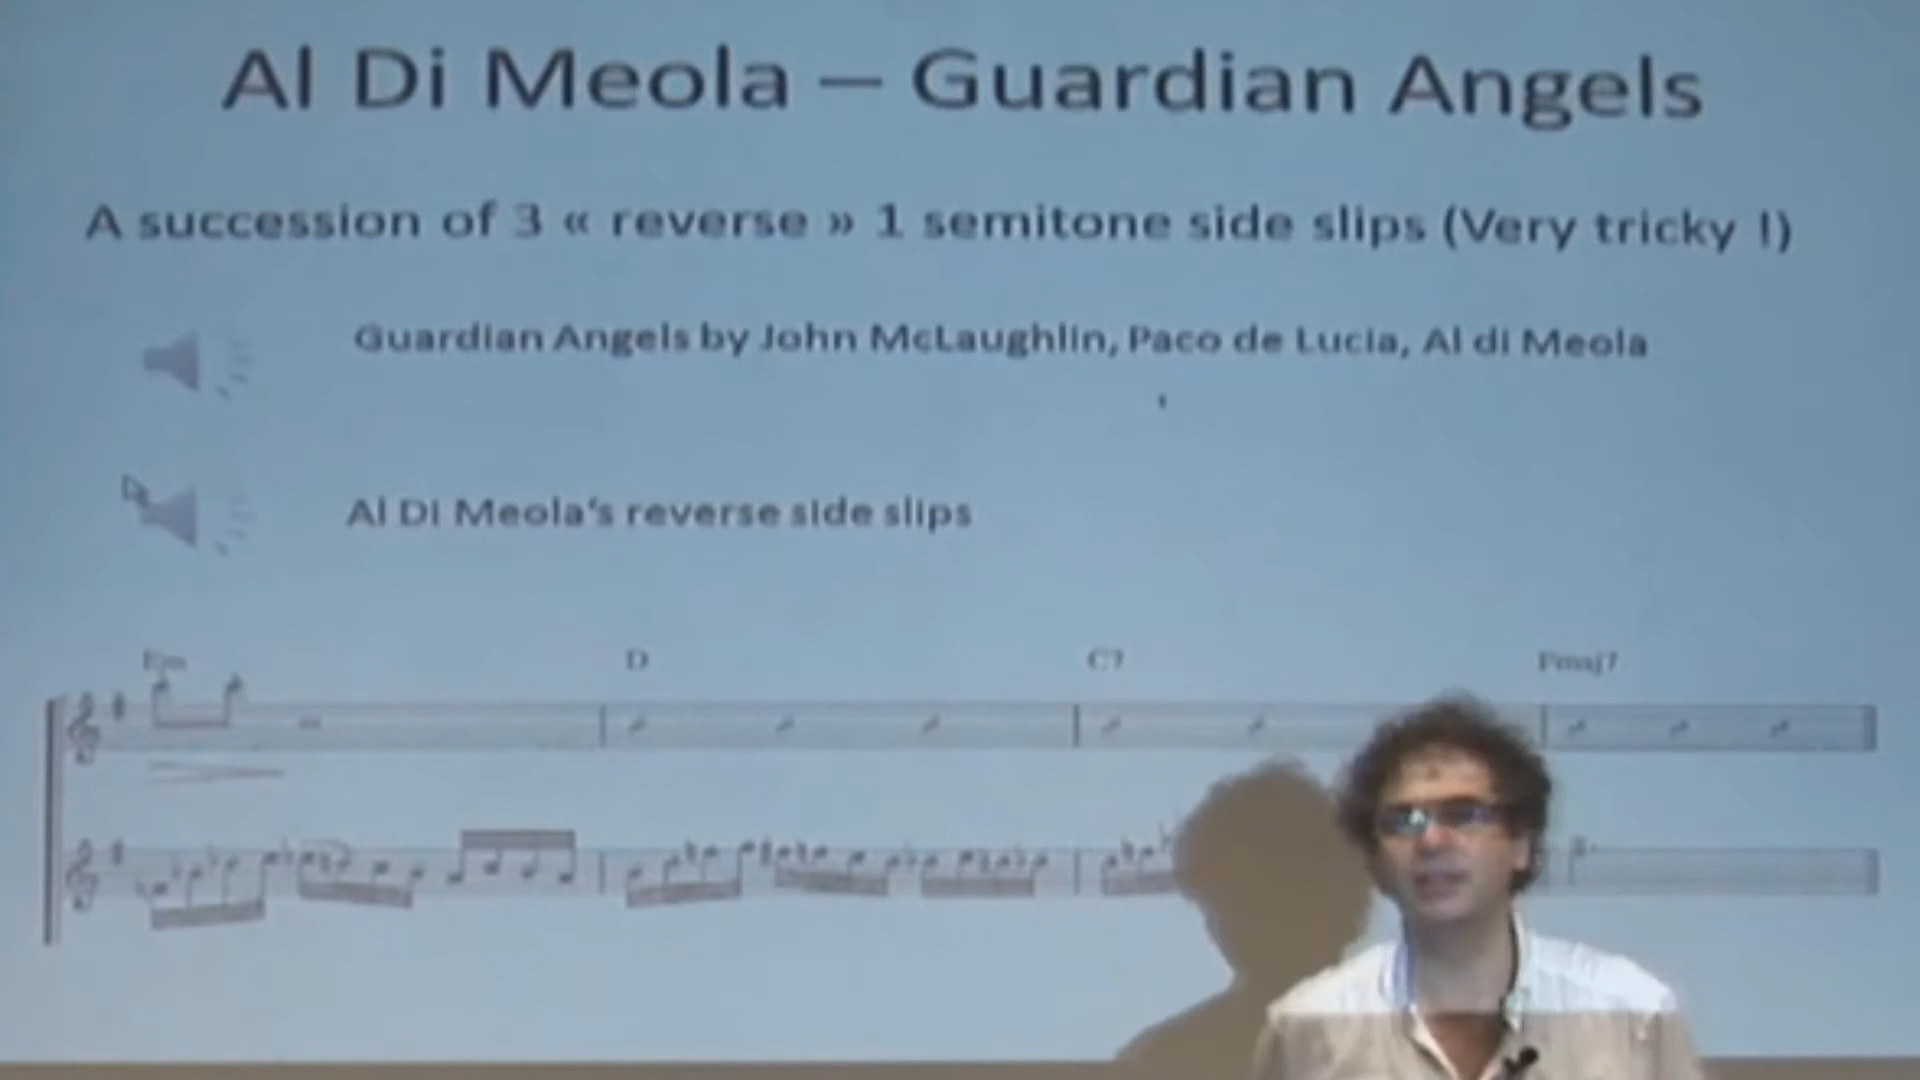 Al Di Meola – Guardian Angels
A succession of 3 « reverse » 1 semitone side slips (Very tricky !)
Guardian Angels by John McLaughlin, Paco de Lucia, Al di Meola
Al Di Meola's reverse side slips
Em D C7 Fmaj7